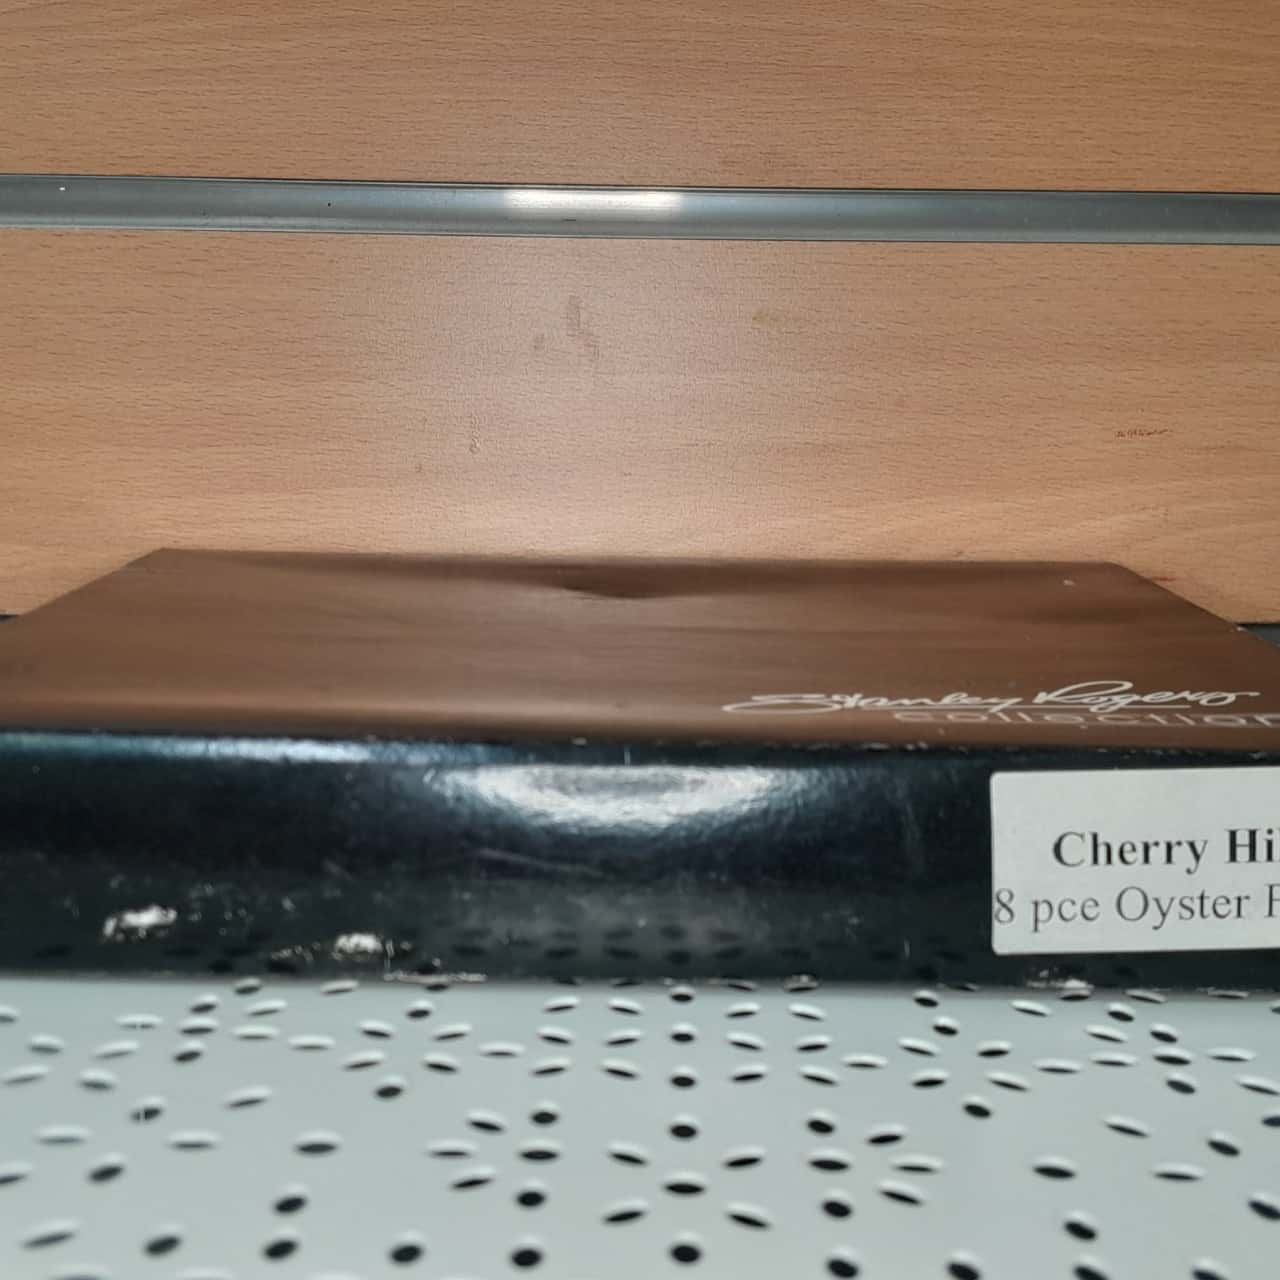 Stanley Rogers
collection
Cherry Hi
8 pce Oyster F